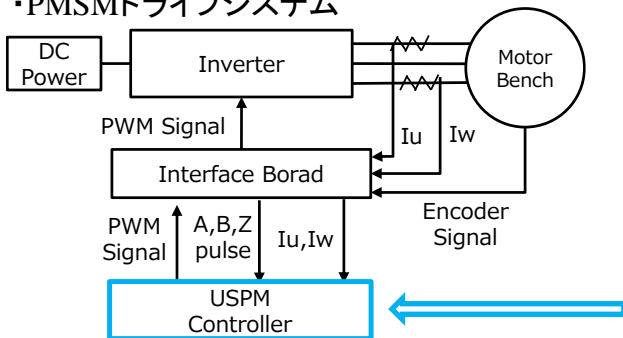 ・PMSMドライブシステム
DC
Power
Inverter
Motor
Bench
PWM Signal
Iu
Iw
Interface Borad
Encoder
Signal
PWM
Signal
A,B,Z
pulse
Iu,Iw
USPM
Controller